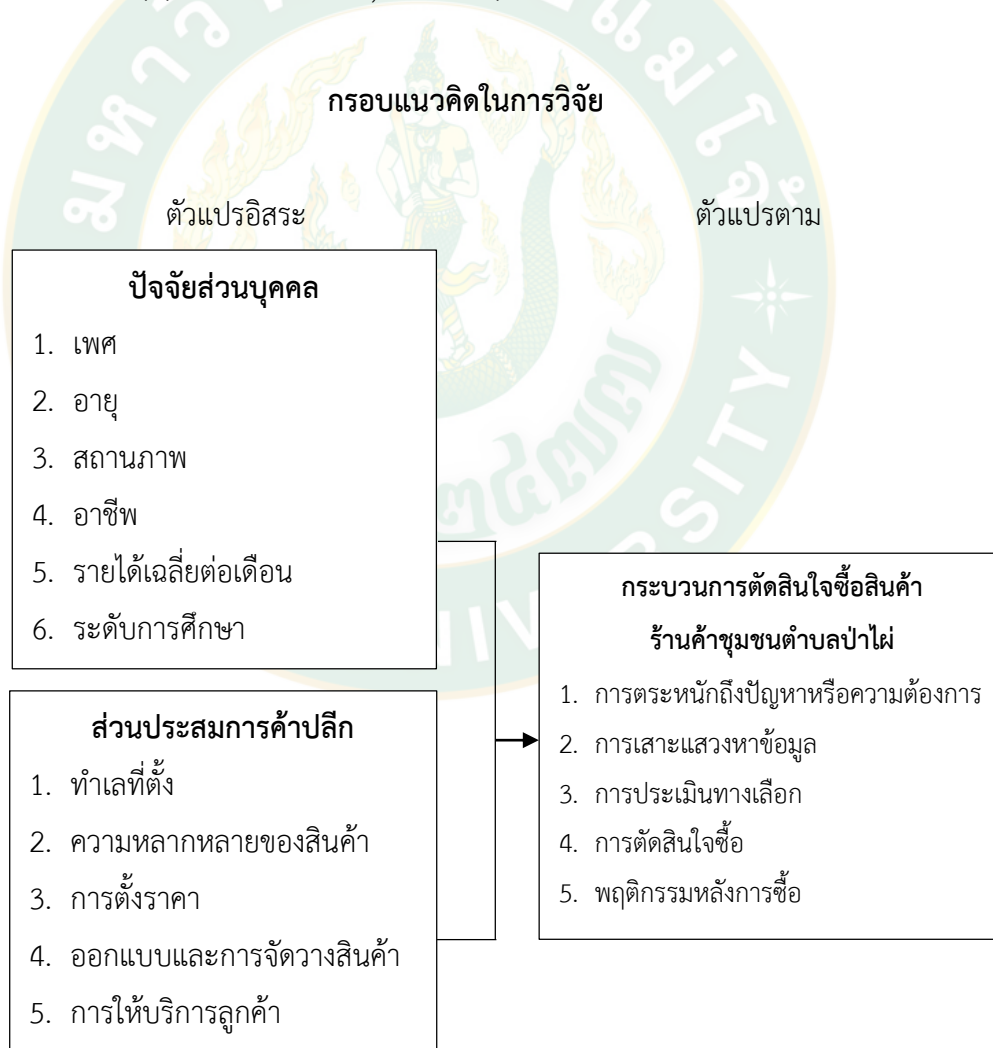 กรอบแนวคิดในการวิจัย
ตัวแปรอิสระ
ตัวแปรตาม
ปัจจัยส่วนบุคคล
1. เพศ
2. อายุ
3. สถานภาพ
4. อาชีพ
5. รายได้เฉลี่ยต่อเดือน
6. ระดับการศึกษา
ส่วนประสมการค้าปลีก
1. ทำเลที่ตั้ง
2. ความหลากหลายของสินค้า
3. การตั้งราคา
4. ออกแบบและการจัดวางสินค้า
5. การให้บริการลูกค้า
กระบวนการตัดสินใจซื้อสินค้า
ร้านค้าชุมชนตำบลป่าไผ่
1. การตระหนักถึงปัญหาหรือความต้องการ
2. การเสาะแสวงหาข้อมูล
3. การประเมินทางเลือก
4. การตัดสินใจซื้อ
5. พฤติกรรมหลังการซื้อ